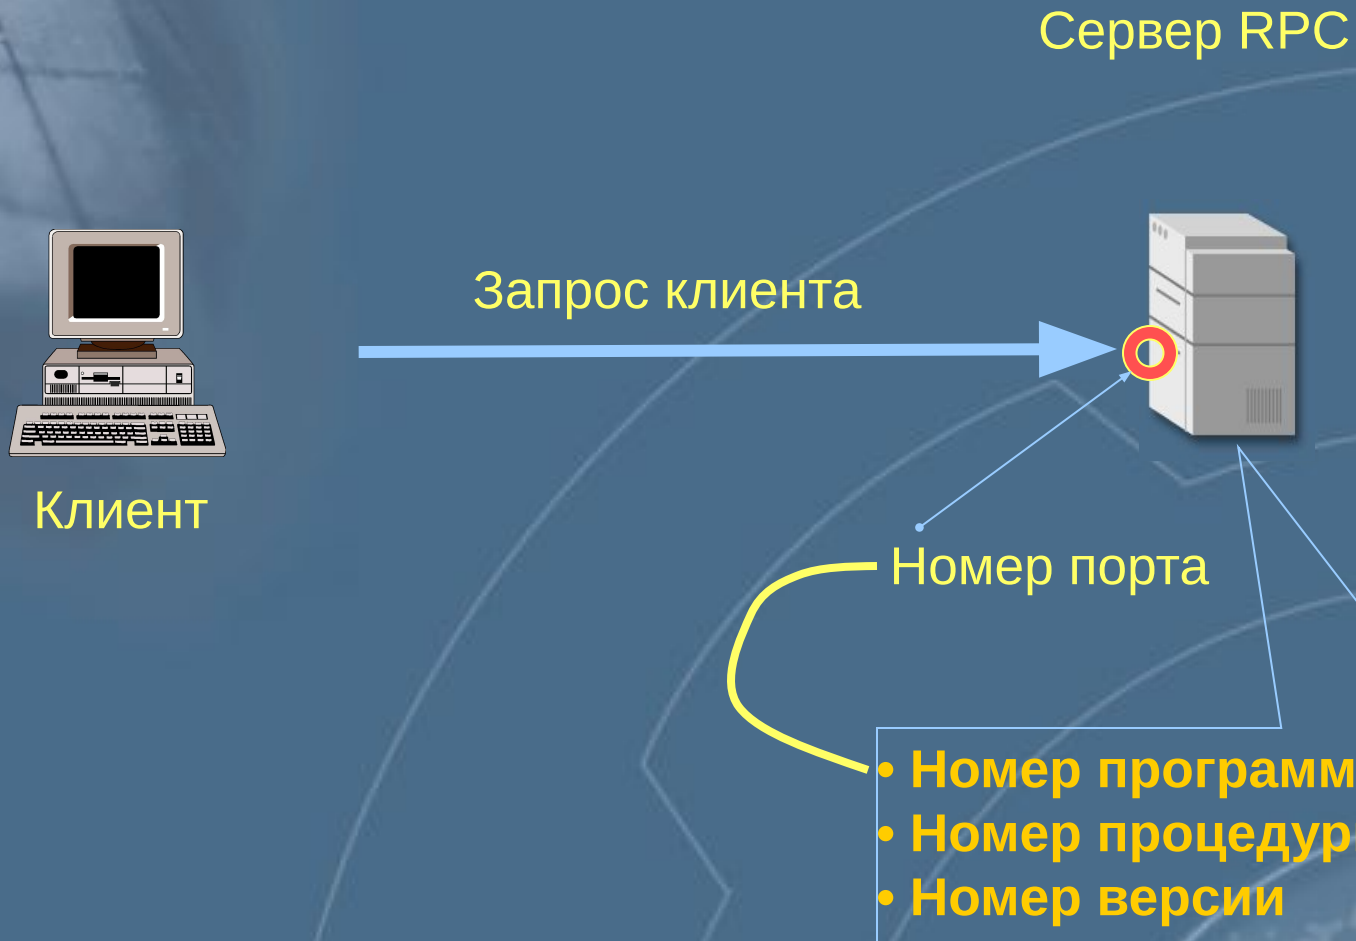 Сервер RPC
Запрос клиента
Клиент
Номер порта
• Номер программ
• Номер процедур
• Номер версии